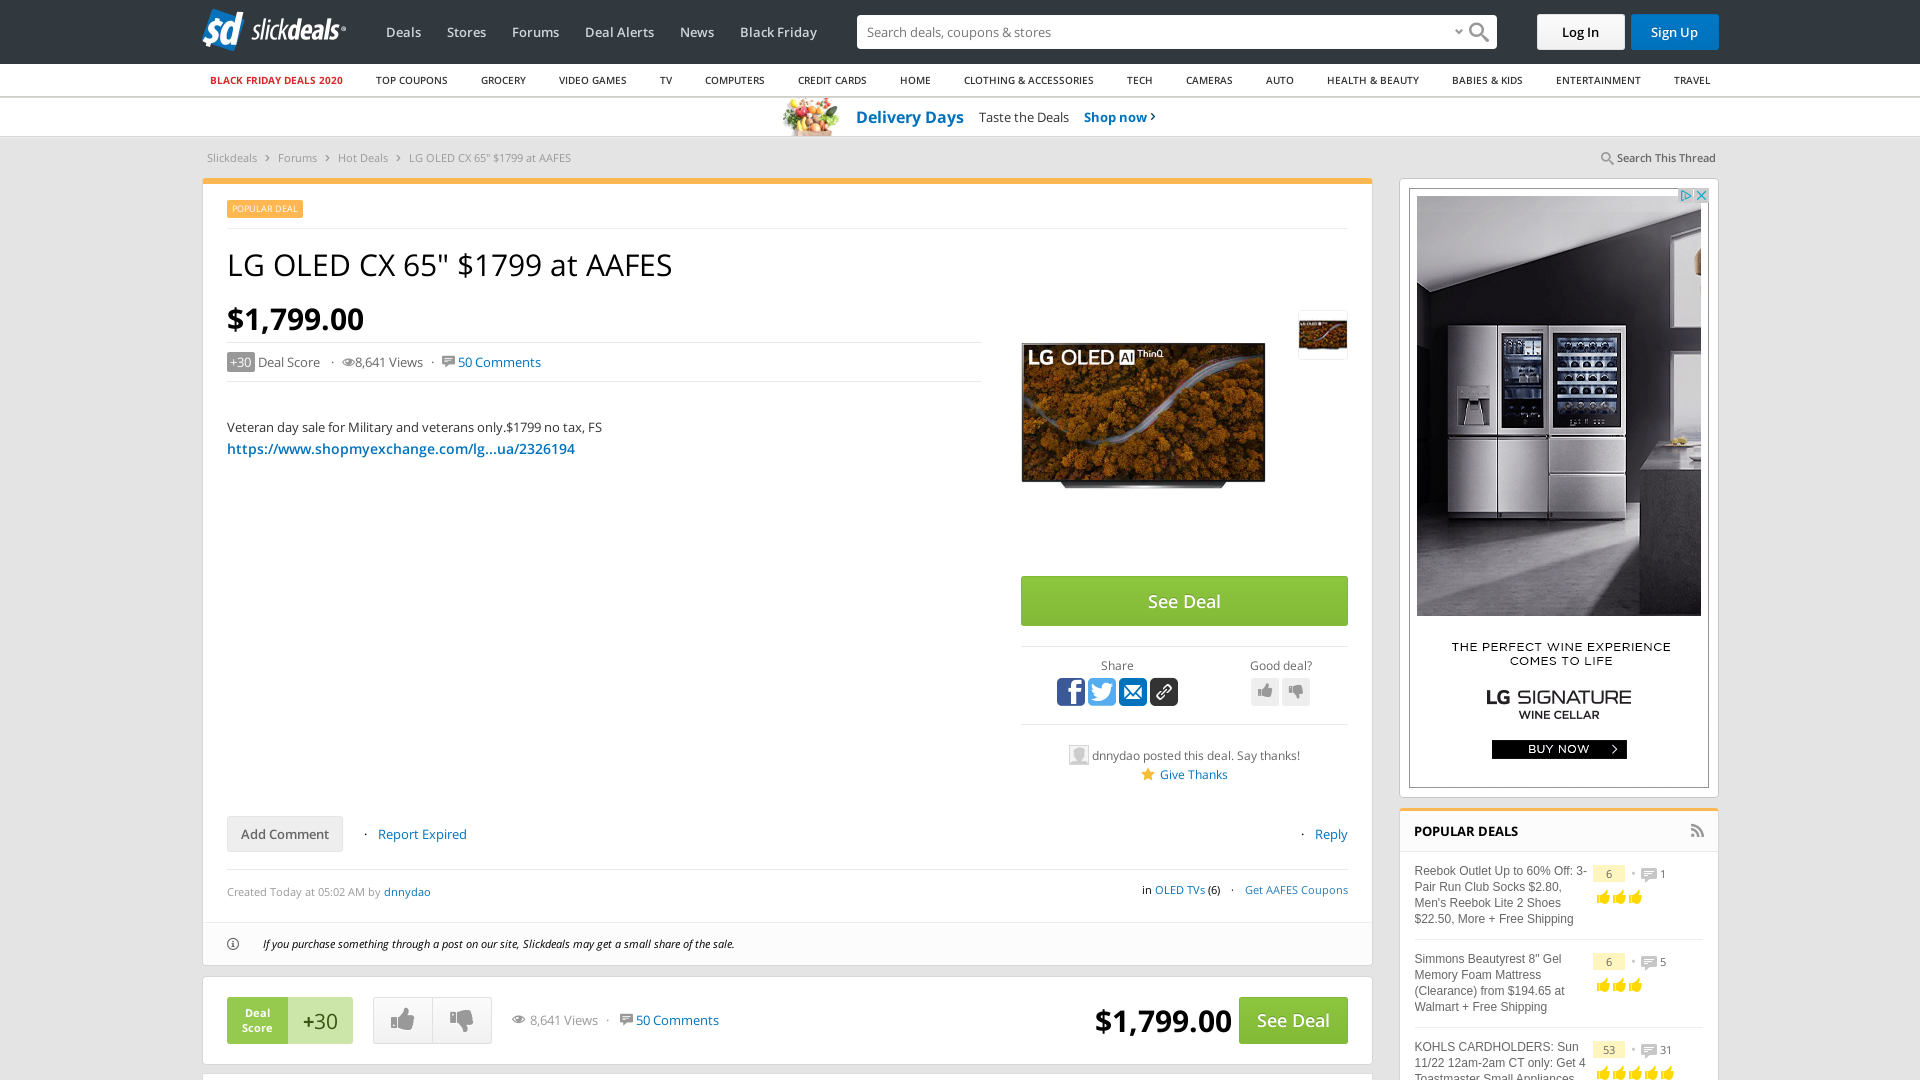 sd slickdeals
Deals
Stores
Forums
Deal Alerts
News
Black Friday
Search deals, coupons & stores
Log In
Sign Up
BLACK FRIDAY DEALS 2020
TOP COUPONS
GROCERY
VIDEO GAMES
TV
COMPUTERS
CREDIT CARDS
HOME
CLOTHING & ACCESSORIES
TECH
CAMERAS
AUTO
HEALTH & BEAUTY
BABIES & KIDS
ENTERTAINMENT
TRAVEL
Delivery Days Taste the Deals Shop now ›
Slickdeals › Forums › Hot Deals › LG OLED CX 65" $1799 at AAFES
Search This Thread
POPULAR DEAL
LG OLED CX 65" $1799 at AAFES
$1,799.00
+30 Deal Score · 8,641 Views · 50 Comments
Veteran day sale for Military and veterans only.$1799 no tax, FS
https://www.shopmyexchange.com/lg...ua/2326194
LG OLED AI ThinQ
See Deal
Share
Good deal?
dnnydao posted this deal. Say thanks!
Give Thanks
Add Comment
· Report Expired
· Reply
Created Today at 05:02 AM by dnnydao
in OLED TVs (6) · Get AAFES Coupons
If you purchase something through a post on our site, Slickdeals may get a small share of the sale.
Deal
Score
+30
8,641 Views · 50 Comments
$1,799.00
See Deal
THE PERFECT WINE EXPERIENCE
COMES TO LIFE
LG SIGNATURE
WINE CELLAR
BUY NOW >
POPULAR DEALS
Reebok Outlet Up to 60% Off: 3-
Pair Run Club Socks $2.80,
Men's Reebok Lite 2 Shoes
$22.50, More + Free Shipping
6 · 1
Simmons Beautyrest 8" Gel
Memory Foam Mattress
(Clearance) from $194.65 at
Walmart + Free Shipping
6 · 5
KOHLS CARDHOLDERS: Sun
11/22 12am-2am CT only: Get 4
Toastmaster Small Appliances
53 · 31